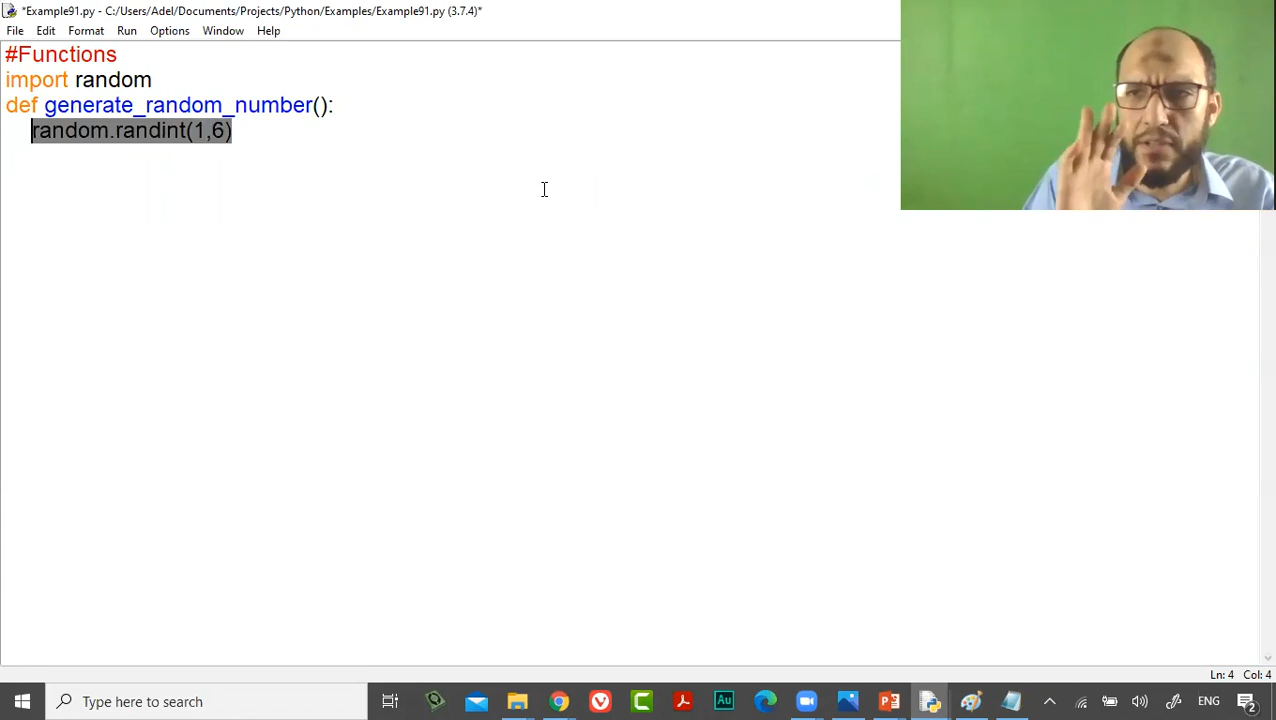 *Example91.py - C:/Users/Adel/Documents/Projects/Python/Examples/Example91.py (3.7.4)*
File Edit Format Run Options Window Help
#Functions
import random
def generate_random_number():
random.randint(1,6)
Ln: 4 Col: 4
Type here to search
Au
ENG
2